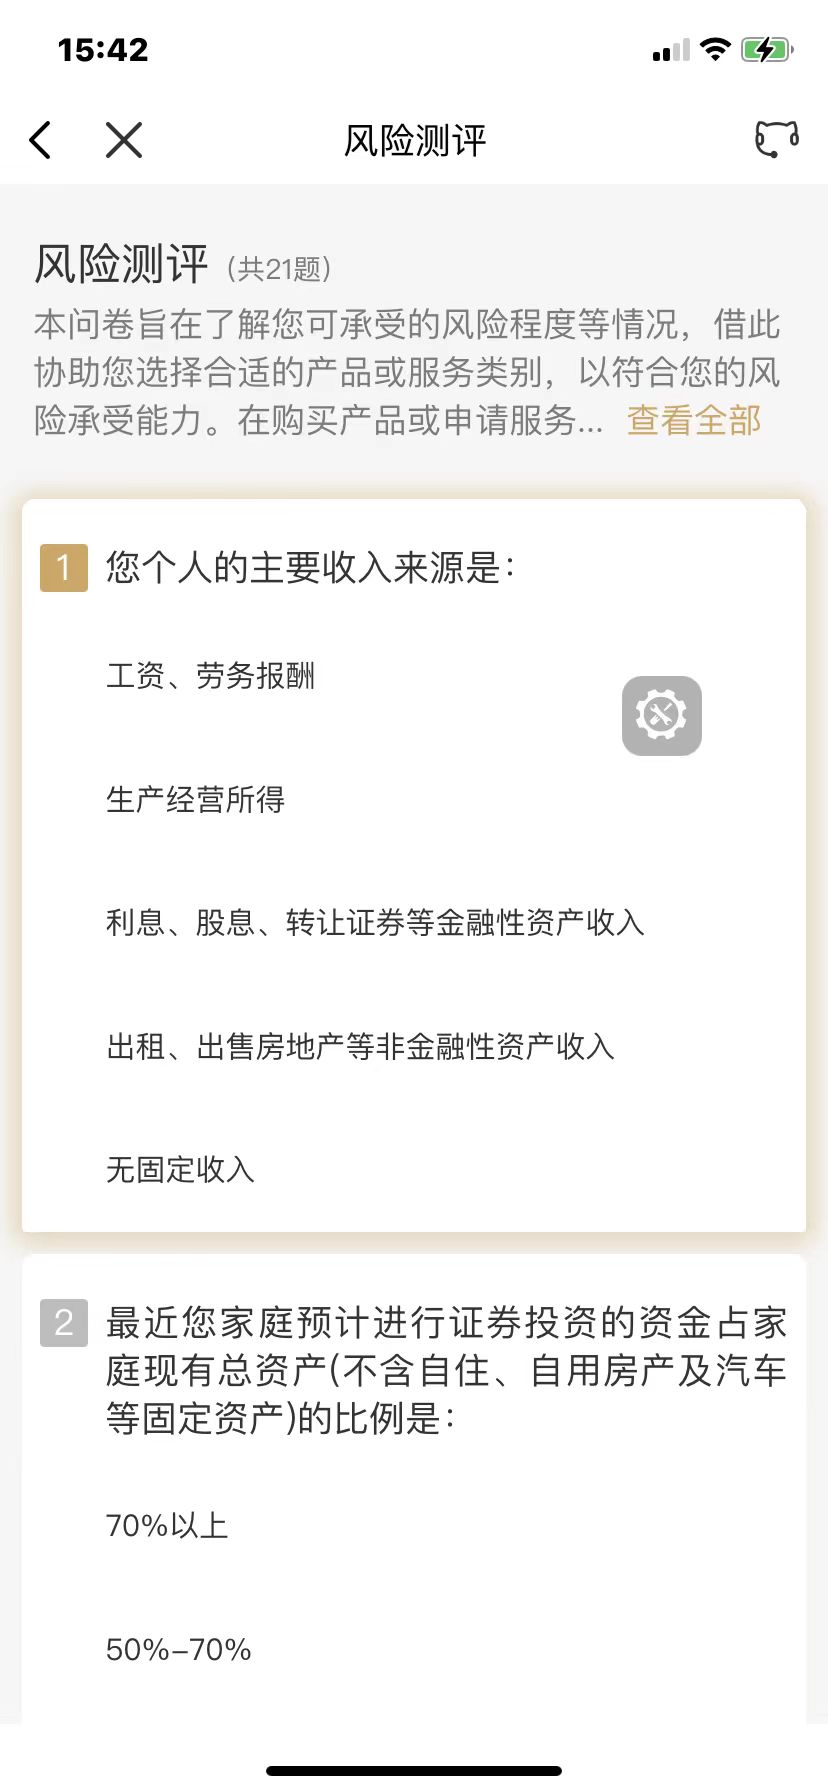 15:42
风险测评
风险测评 (共21题)
本问卷旨在了解您可承受的风险程度等情况，借此
协助您选择合适的产品或服务类别，以符合您的风
险承受能力。在购买产品或申请服务... 查看全部
1 您个人的主要收入来源是：
工资、劳务报酬
生产经营所得
利息、股息、转让证券等金融性资产收入
出租、出售房地产等非金融性资产收入
无固定收入
2 最近您家庭预计进行证券投资的资金占家
庭现有总资产(不含自住、自用房产及汽车
等固定资产)的比例是：
70%以上
50%–70%